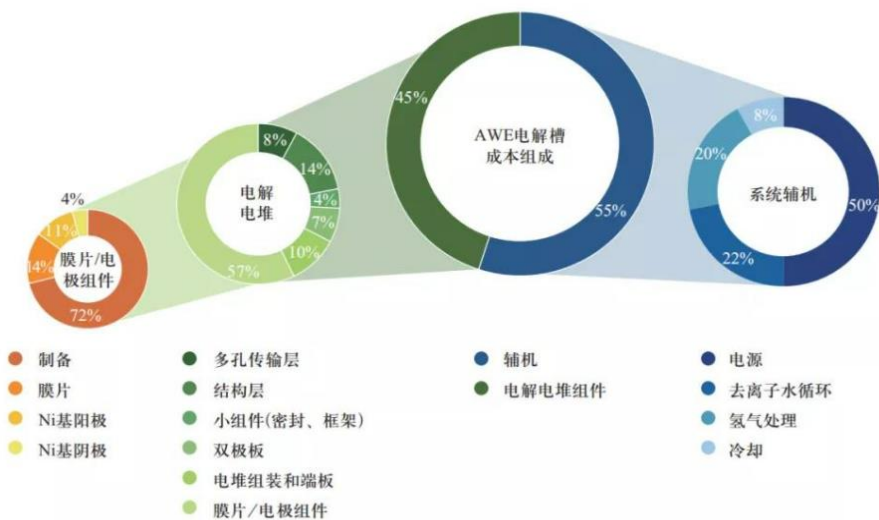 45%
55%
AWE电解槽
成本组成
8%
14%
4%
7%
10%
57%
电解
电堆
8%
20%
22%
50%
系统辅机
4%
11%
14%
72%
膜片/电
极组件
制备
膜片
Ni基阳极
Ni基阴极
多孔传输层
结构层
小组件(密封、框架)
双极板
电堆组装和端板
膜片/电极组件
辅机
电解电堆组件
电源
去离子水循环
氢气处理
冷却